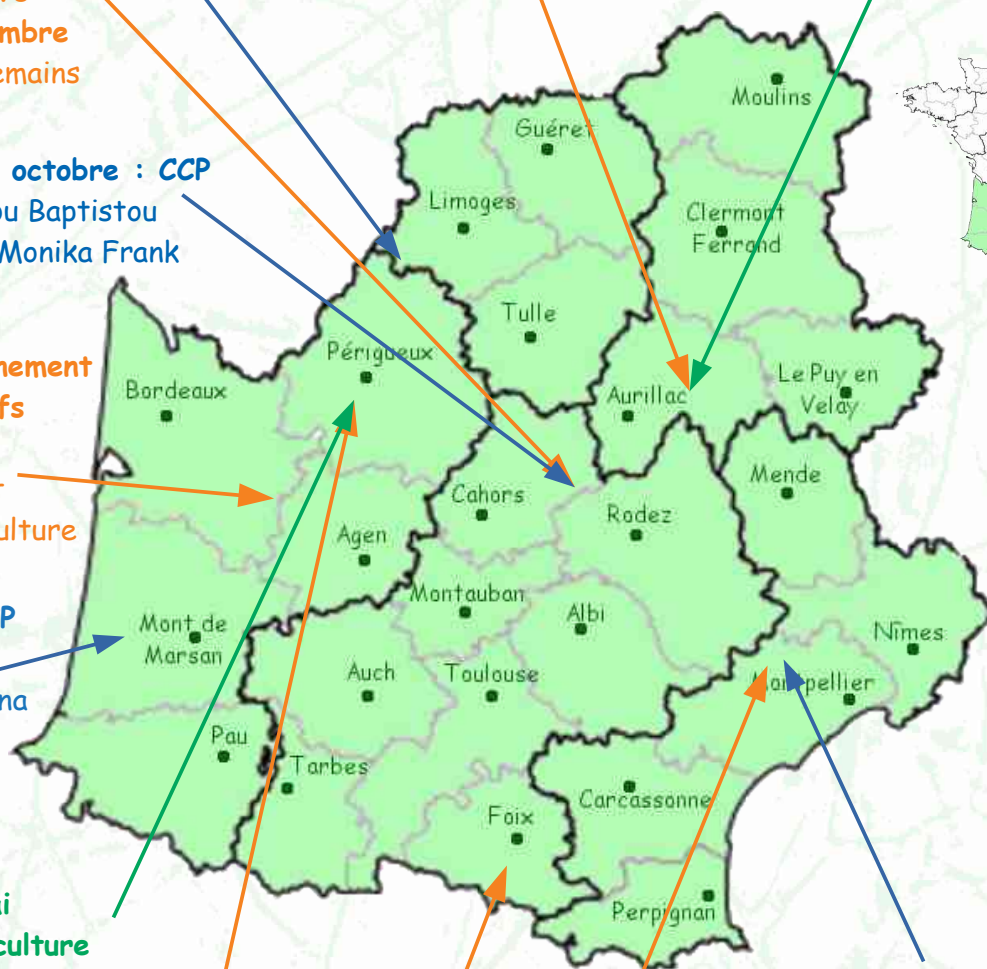 embre
emains
octobre : CCP
ou Baptistou
Monika Frank
nement
fs
ulture
P
na
ai
culture
Moulins
Guéret
Limoges
Clermont
Ferrand
Tulle
Périgueux
Bordeaux
Aurillac
Le Puy en
Velay
Cahors
Rodez
Mende
Agen
Montauban
Albi
Nîmes
Mont de
Marsan
Auch
Toulouse
Montpellier
Pau
Tarbes
Foix
Carcassonne
Perpignan